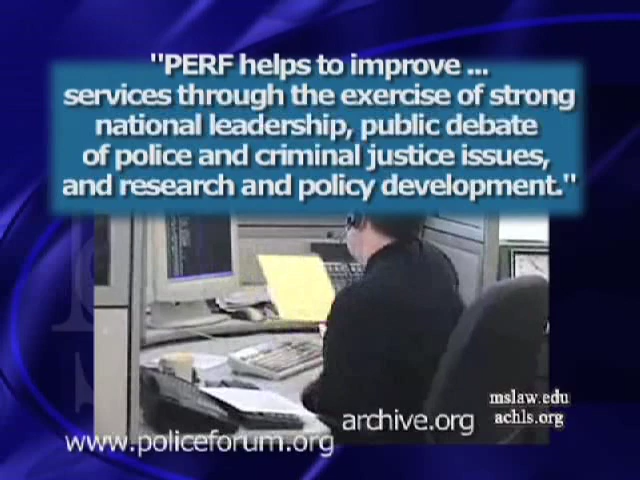 "PERF helps to improve ...
services through the exercise of strong
national leadership, public debate
of police and criminal justice issues,
and research and policy development."
archive.org
mslaw.edu
achls.org
www.policeforum.org